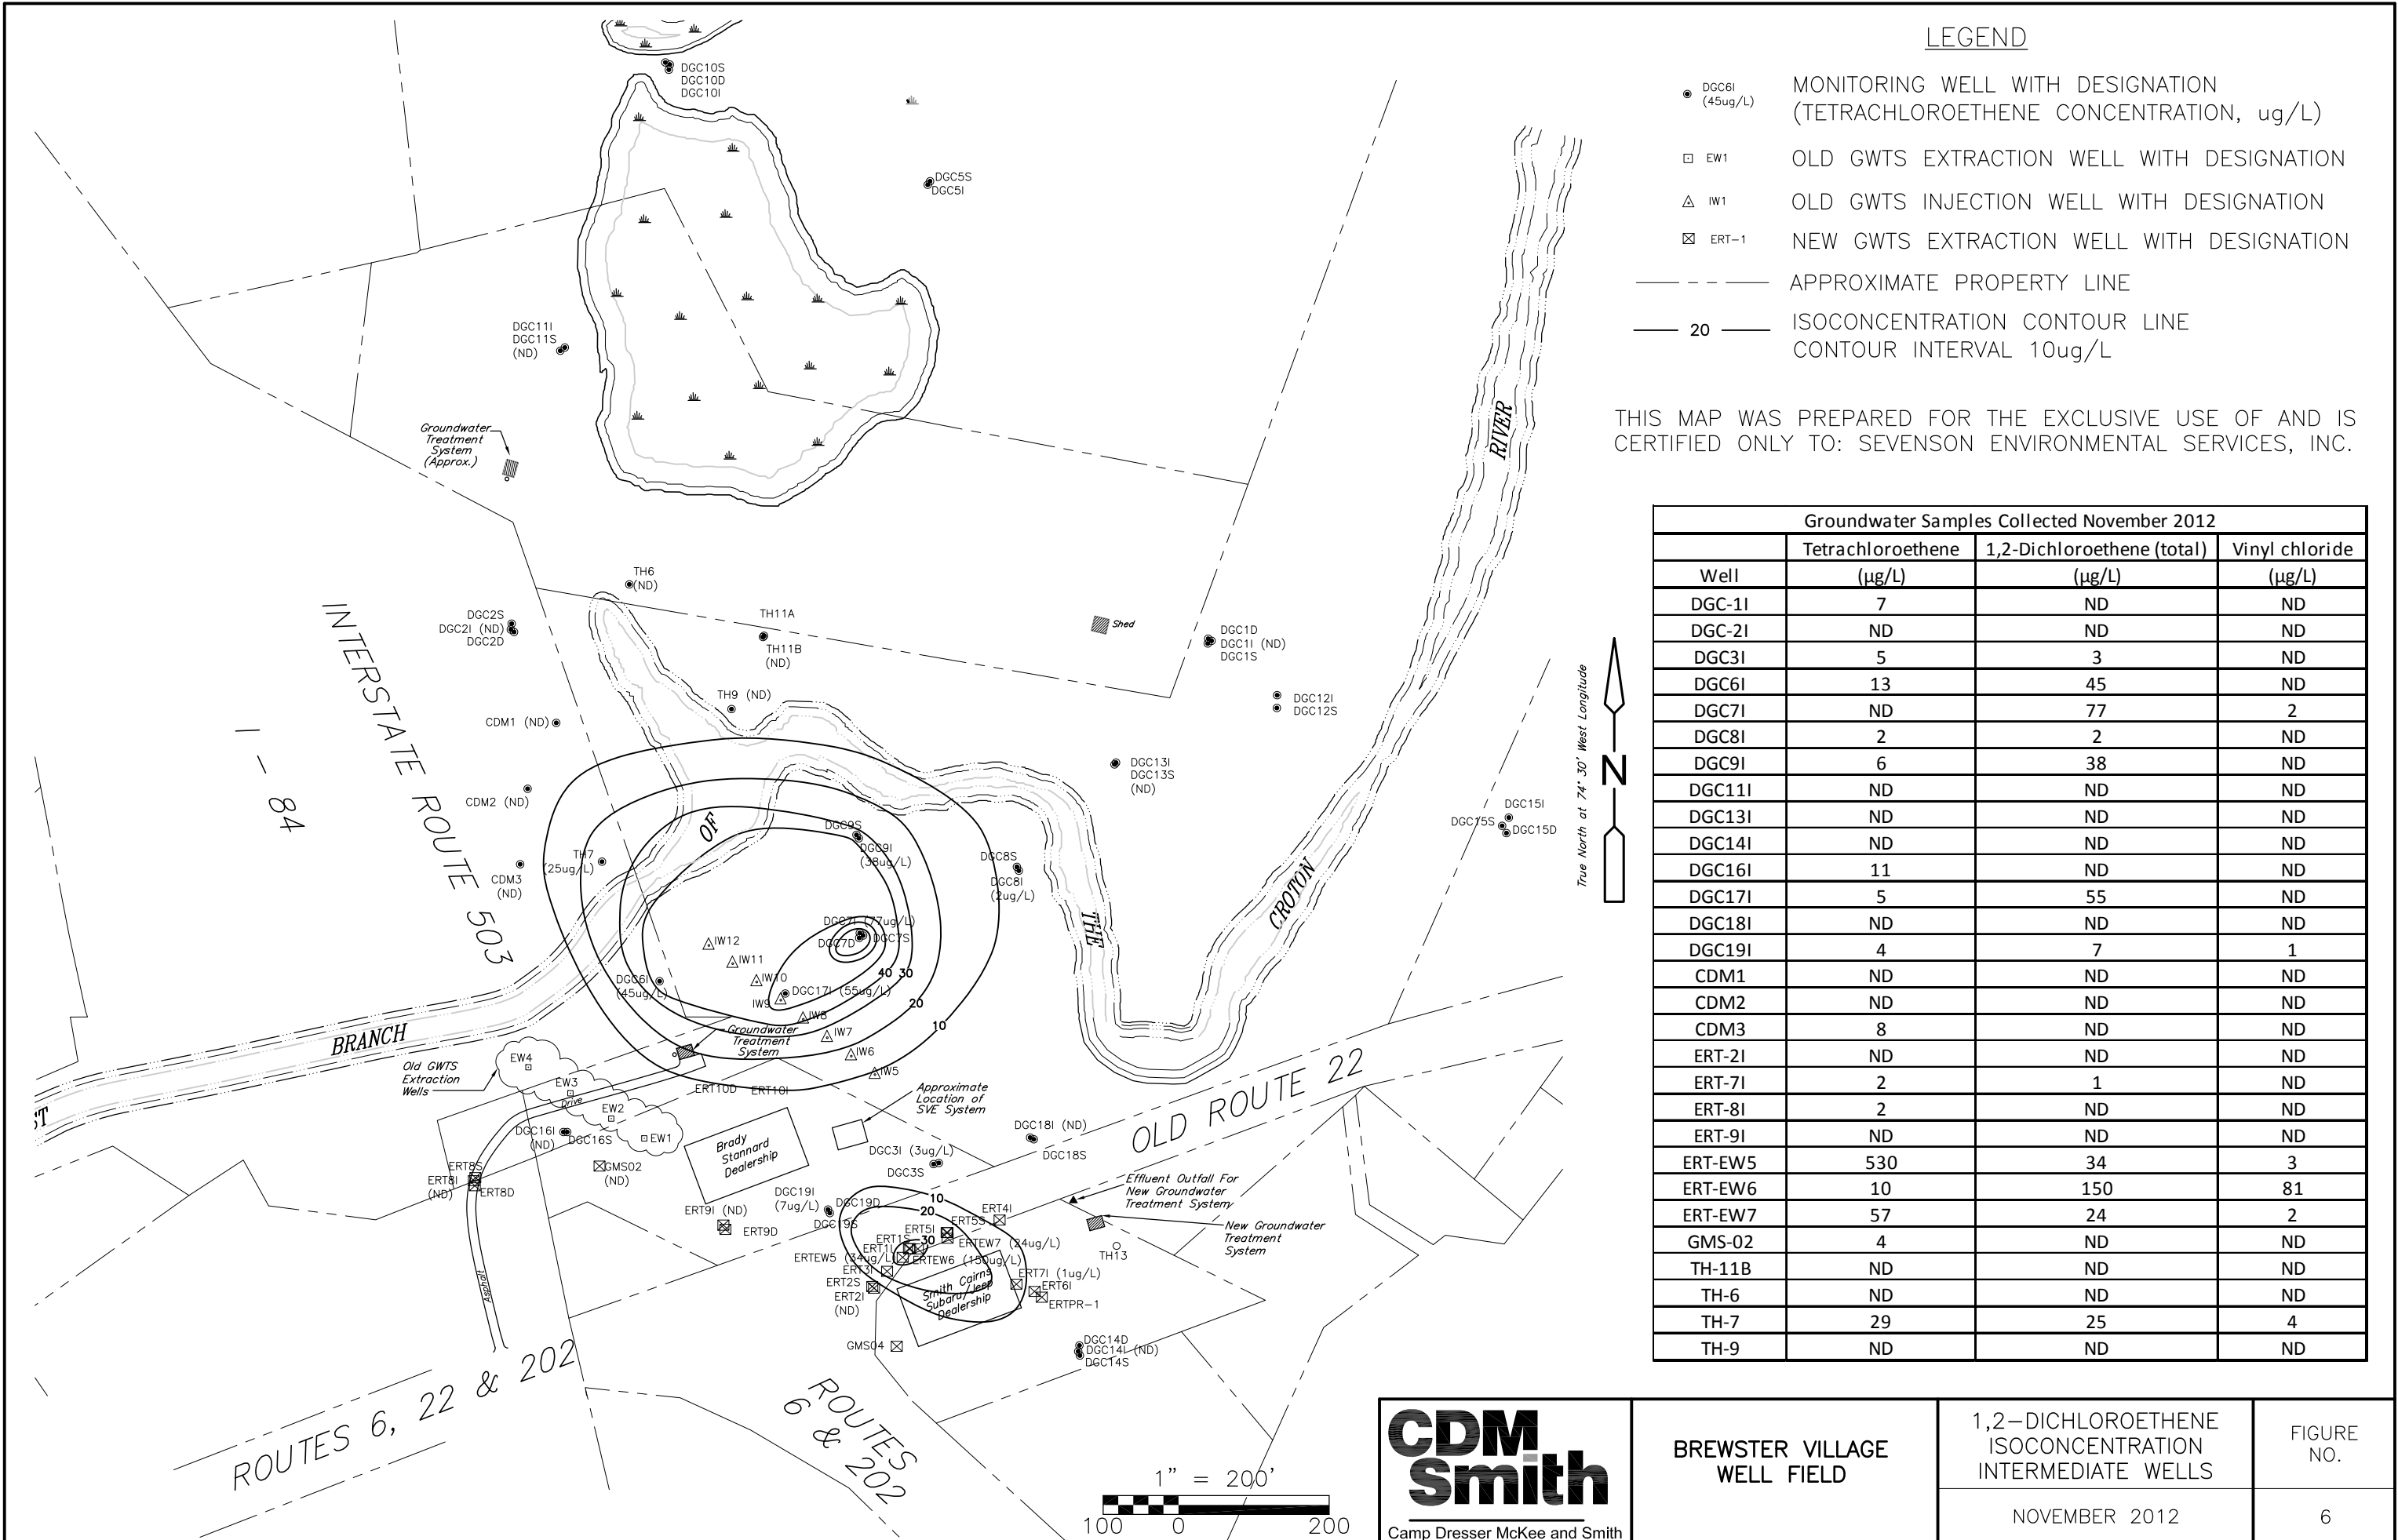 LEGEND
DGC6I
(45ug/L)
MONITORING WELL WITH DESIGNATION
(TETRACHLOROETHENE CONCENTRATION, ug/L)
EW1
OLD GWTS EXTRACTION WELL WITH DESIGNATION
IW1
OLD GWTS INJECTION WELL WITH DESIGNATION
ERT-1
NEW GWTS EXTRACTION WELL WITH DESIGNATION
APPROXIMATE PROPERTY LINE
20
ISOCONCENTRATION CONTOUR LINE
CONTOUR INTERVAL 10ug/L
THIS MAP WAS PREPARED FOR THE EXCLUSIVE USE OF AND IS
CERTIFIED ONLY TO: SEVENSON ENVIRONMENTAL SERVICES, INC.
DGC10S
DGC10D
DGC10I
DGC5S
DGC5I
DGC11I
DGC11S
(ND)
Groundwater
Treatment
System
(Approx.)
RIVER
TH6
(ND)
DGC2S
DGC2I (ND)
DGC2D
TH11A
TH11B
(ND)
Shed
DGC1D
DGC1I (ND)
DGC1S
TH9 (ND)
CDM1 (ND)
DGC12I
DGC12S
INTERSTATE ROUTE 503
I - 84
CDM2 (ND)
DGC13I
DGC13S
(ND)
True North at 74° 30' West Longitude
N
DGC15I
DGC15S
DGC15D
OF
DGC9S
DGC9I
(38ug/L)
TH7
(25ug/L)
CDM3
(ND)
DGC8S
DGC8I
(2ug/L)
THE
CROTON
DGC7I (77ug/L)
DGC7D
DGC7S
IW12
IW11
IW10
IW9
DGC17I (55ug/L)
DGC6I
(45ug/L)
40 30
20
10
IW8
IW7
IW6
IW5
Groundwater
Treatment
System
BRANCH
ST
Old GWTS
Extraction
Wells
EW4
EW3
Drive
EW2
EW1
ERT10D
ERT10I
Approximate
Location of
SVE System
OLD ROUTE 22
DGC16I
(ND)
DGC16S
Brady
Stannard
Dealership
DGC18I (ND)
DGC18S
DGC3I (3ug/L)
DGC3S
ERT8S
ERT8I
(ND)
ERT8D
GMS02
(ND)
Effluent Outfall For
New Groundwater
Treatment System
New Groundwater
Treatment
System
TH13
DGC19I
(7ug/L)
DGC19D
DGC19S
10
20
30
ERT9I (ND)
ERT9D
ERT4I
ERT5S
ERT5I
ERTEW7 (24ug/L)
ERT1S
ERT1I
ERTEW5 (34ug/L)
ERTEW6 (150ug/L)
ERT3I
ERT2S
ERT2I
(ND)
Smith Cairns
Subaru/Jeep
Dealership
ERT7I (1ug/L)
ERT6I
ERTPR-1
GMS04
DGC14D
DGC14I (ND)
DGC14S
Asphalt
ROUTES 6, 22 & 202
ROUTES
6 & 202
1" = 200'
100 0 200
Groundwater Samples Collected November 2012
Tetrachloroethene 1,2-Dichloroethene (total) Vinyl chloride
Well (µg/L) (µg/L) (µg/L)
DGC-1I 7 ND ND
DGC-2I ND ND ND
DGC3I 5 3 ND
DGC6I 13 45 ND
DGC7I ND 77 2
DGC8I 2 2 ND
DGC9I 6 38 ND
DGC11I ND ND ND
DGC13I ND ND ND
DGC14I ND ND ND
DGC16I 11 ND ND
DGC17I 5 55 ND
DGC18I ND ND ND
DGC19I 4 7 1
CDM1 ND ND ND
CDM2 ND ND ND
CDM3 8 ND ND
ERT-2I ND ND ND
ERT-7I 2 1 ND
ERT-8I 2 ND ND
ERT-9I ND ND ND
ERT-EW5 530 34 3
ERT-EW6 10 150 81
ERT-EW7 57 24 2
GMS-02 4 ND ND
TH-11B ND ND ND
TH-6 ND ND ND
TH-7 29 25 4
TH-9 ND ND ND
CDM
Smith
Camp Dresser McKee and Smith
BREWSTER VILLAGE
WELL FIELD
1,2-DICHLOROETHENE
ISOCONCENTRATION
INTERMEDIATE WELLS
NOVEMBER 2012
FIGURE
NO.
6